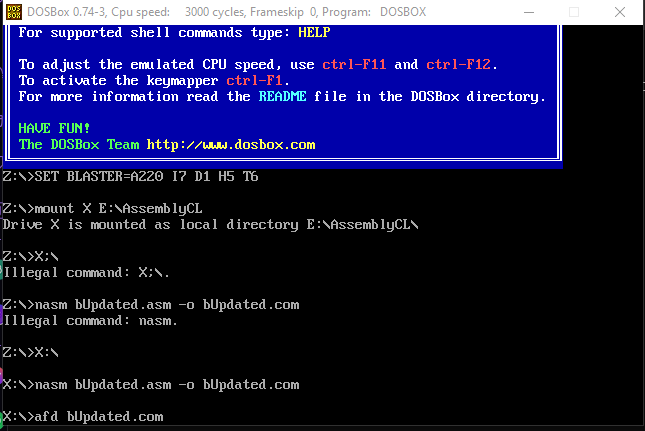 DOSBox 0.74-3, Cpu speed: 3000 cycles, Frameskip 0, Program: DOSBOX
For supported shell commands type: HELP
To adjust the emulated CPU speed, use ctrl-F11 and ctrl-F12.
To activate the keymapper ctrl-F1.
For more information read the README file in the DOSBox directory.
HAVE FUN!
The DOSBox Team http://www.dosbox.com
Z:\>SET BLASTER=A220 I7 D1 H5 T6
Z:\>mount X E:\AssemblyCL
Drive X is mounted as local directory E:\AssemblyCL\
Z:\>X;\
Illegal command: X;\.
Z:\>nasm bUpdated.asm -o bUpdated.com
Illegal command: nasm.
Z:\>X:\
X:\>nasm bUpdated.asm -o bUpdated.com
X:\>afd bUpdated.com